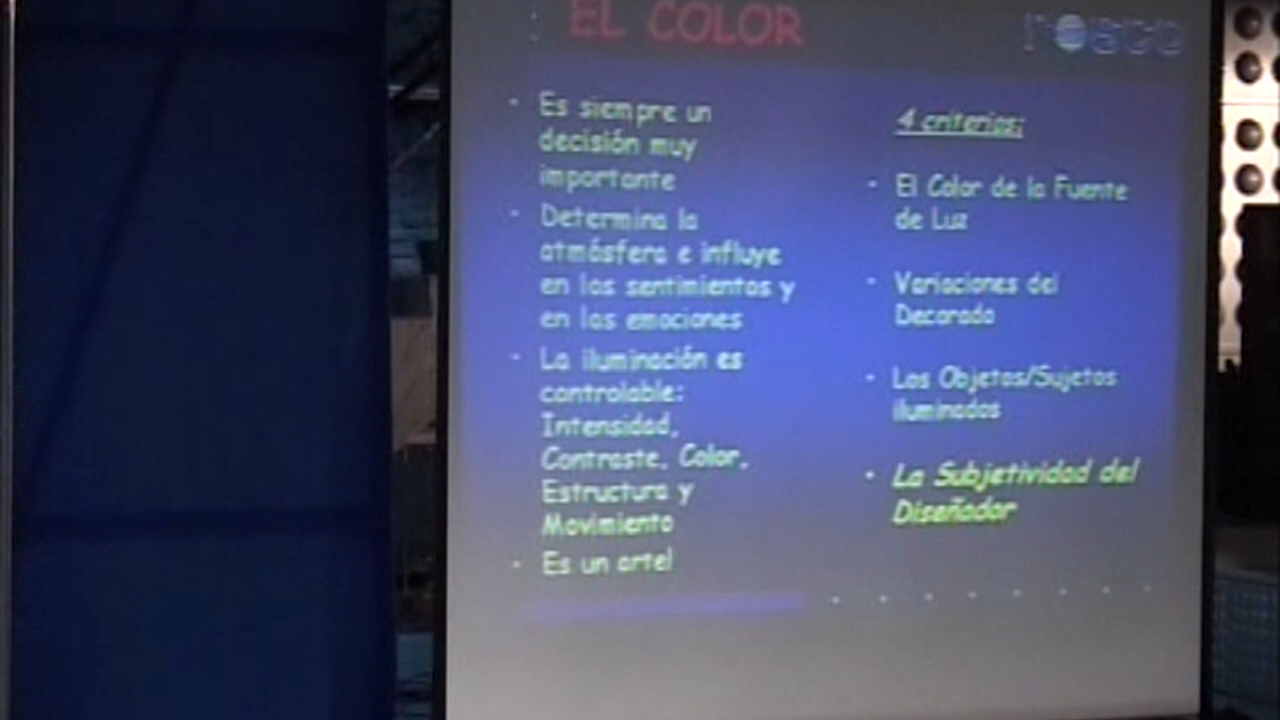 EL COLOR
rosco
- Es siempre un
decisión muy
importante
- Determina la
atmósfera e influye
en los sentimientos y
en las emociones
- La iluminación es
controlable:
Intensidad,
Contraste, Color,
Estructura y
Movimiento
- Es un arte!
4 criterios:
- El Color de la Fuente
de Luz
- Variaciones del
Decorado
- Los Objetos/Sujetos
iluminados
- La Subjetividad del
Diseñador